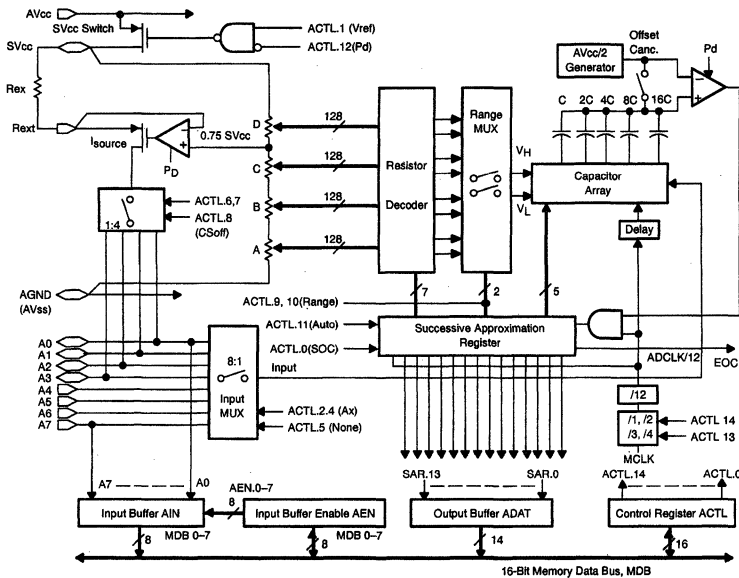 AVcc
SVcc Switch
ACTL.1 (Vref)
ACTL.12(Pd)
SVcc
Rex
Rext
Isource
0.75 SVcc
PD
Offset
Canc.
Pd
AVcc/2
Generator
C 2C 4C 8C 16C
128
D
128
C
128
B
128
A
Resistor
Decoder
Range
MUX
VH
VL
Capacitor
Array
Delay
1:4
ACTL.6,7
ACTL.8
(CSoff)
AGND
(AVss)
7
2
5
ACTL.9, 10(Range)
ACTL.11(Auto)
ACTL.0(SOC)
Successive Approximation
Register
ADCLK/12
EOC
A0
A1
A2
A3
A4
A5
A6
A7
8:1
Input
MUX
Input
ACTL.2.4 (Ax)
ACTL.5 (None)
/12
/1, /2
/3, /4
ACTL 14
ACTL 13
MCLK
A7
A0
AEN.0–7
8
SAR.13
SAR.0
ACTL.14
ACTL.0
Input Buffer AIN
Input Buffer Enable AEN
Output Buffer ADAT
Control Register ACTL
MDB 0–7
8
MDB 0–7
8
14
16
16-Bit Memory Data Bus, MDB